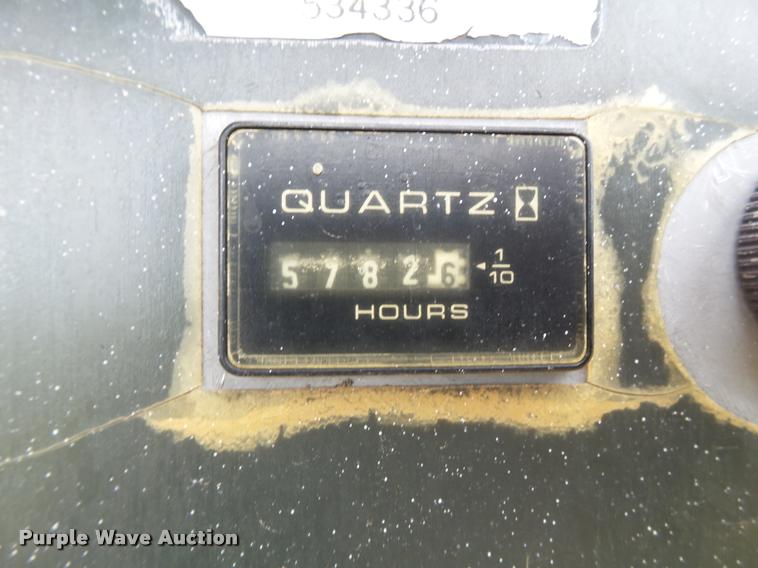 534336
QUARTZ
5 7 8 2 6 1/10
HOURS
Purple Wave Auction